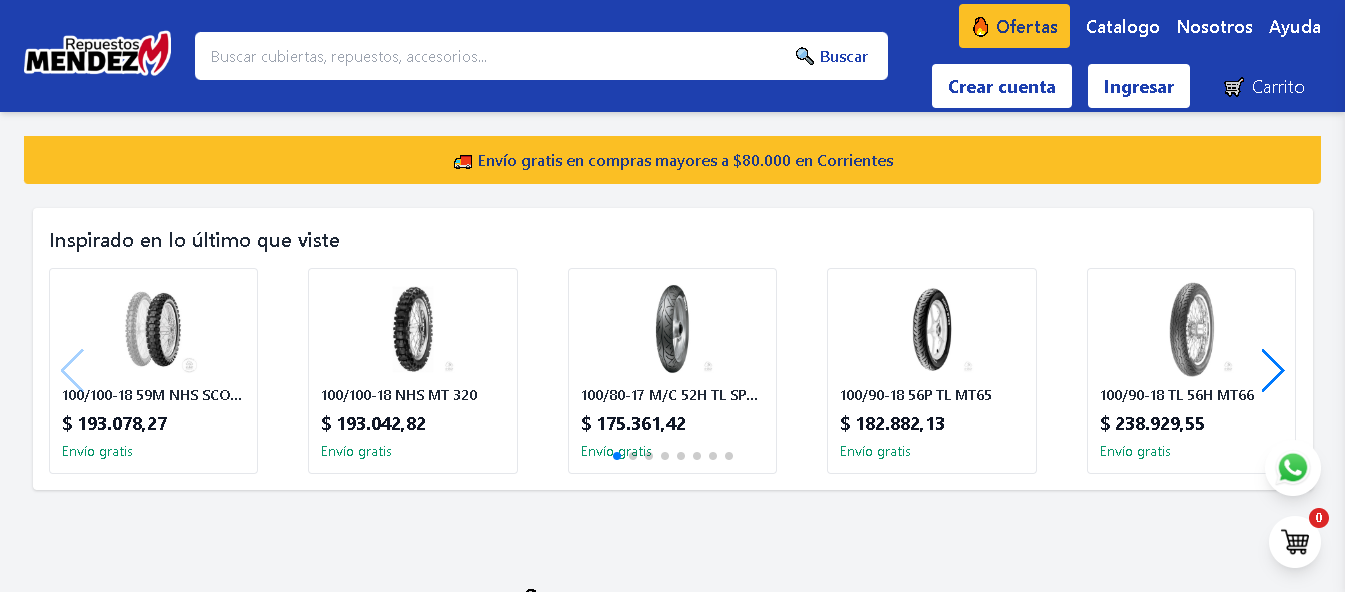 Repuestos
MENDEZ M
Buscar cubiertas, repuestos, accesorios...
Buscar
Ofertas
Catalogo
Nosotros
Ayuda
Crear cuenta
Ingresar
Carrito
Envío gratis en compras mayores a $80.000 en Corrientes
Inspirado en lo último que viste
100/100-18 59M NHS SCO...
$ 193.078,27
Envío gratis
100/100-18 NHS MT 320
$ 193.042,82
Envío gratis
100/80-17 M/C 52H TL SP...
$ 175.361,42
Envío gratis
100/90-18 56P TL MT65
$ 182.882,13
Envío gratis
100/90-18 TL 56H MT66
$ 238.929,55
Envío gratis
0